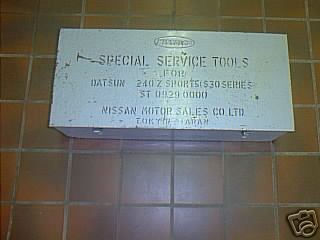 SPECIAL SERVICE TOOLS
FOR
DATSUN 240Z SPORTS(S30 SERIES
ST 09290000
NISSAN MOTOR SALES CO LTD
TOKYO JAPAN